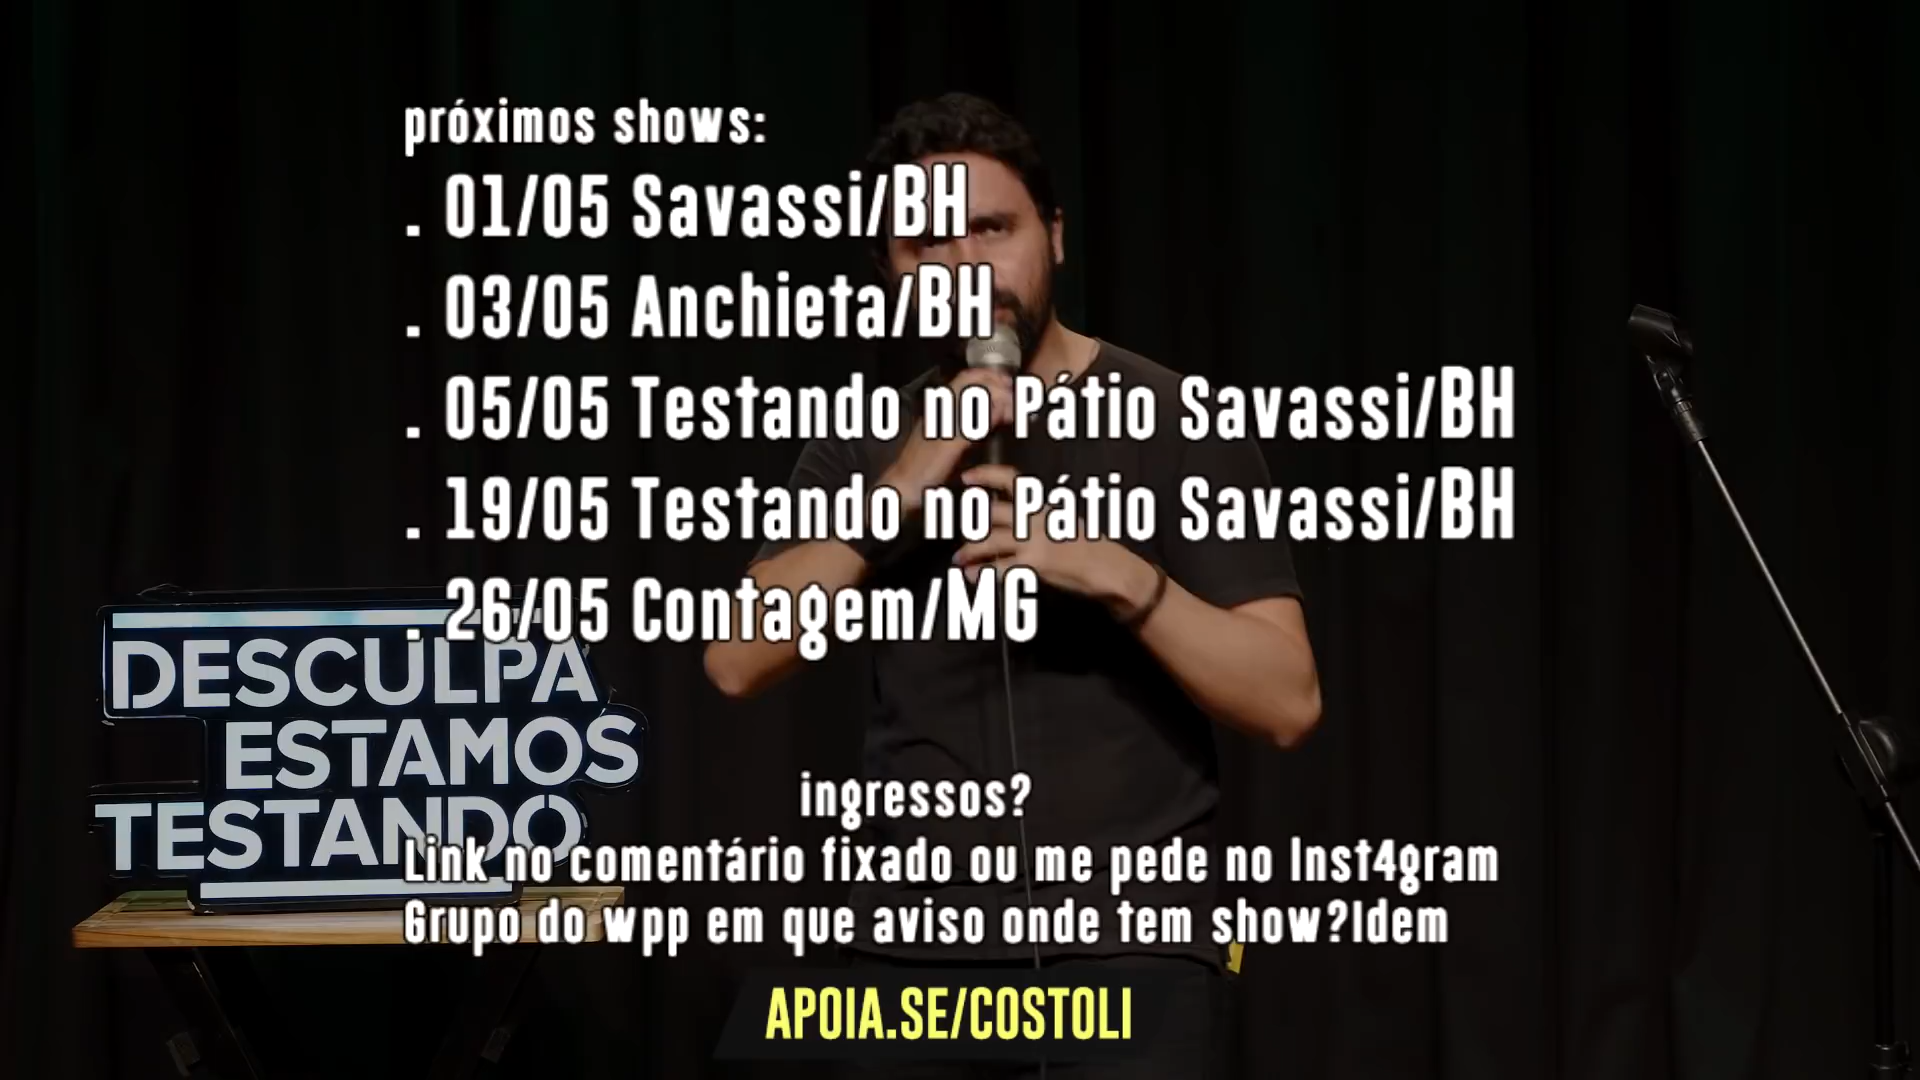 próximos shows:
. 01/05 Savassi/BH
. 03/05 Anchieta/BH
. 05/05 Testando no Pátio Savassi/BH
. 19/05 Testando no Pátio Savassi/BH
. 26/05 Contagem/MG
DESCULPA
ESTAMOS
TESTANDO
ingressos?
Link no comentário fixado ou me pede no Inst4gram
Grupo do wpp em que aviso onde tem show?Idem
APOIA.SE/COSTOLI